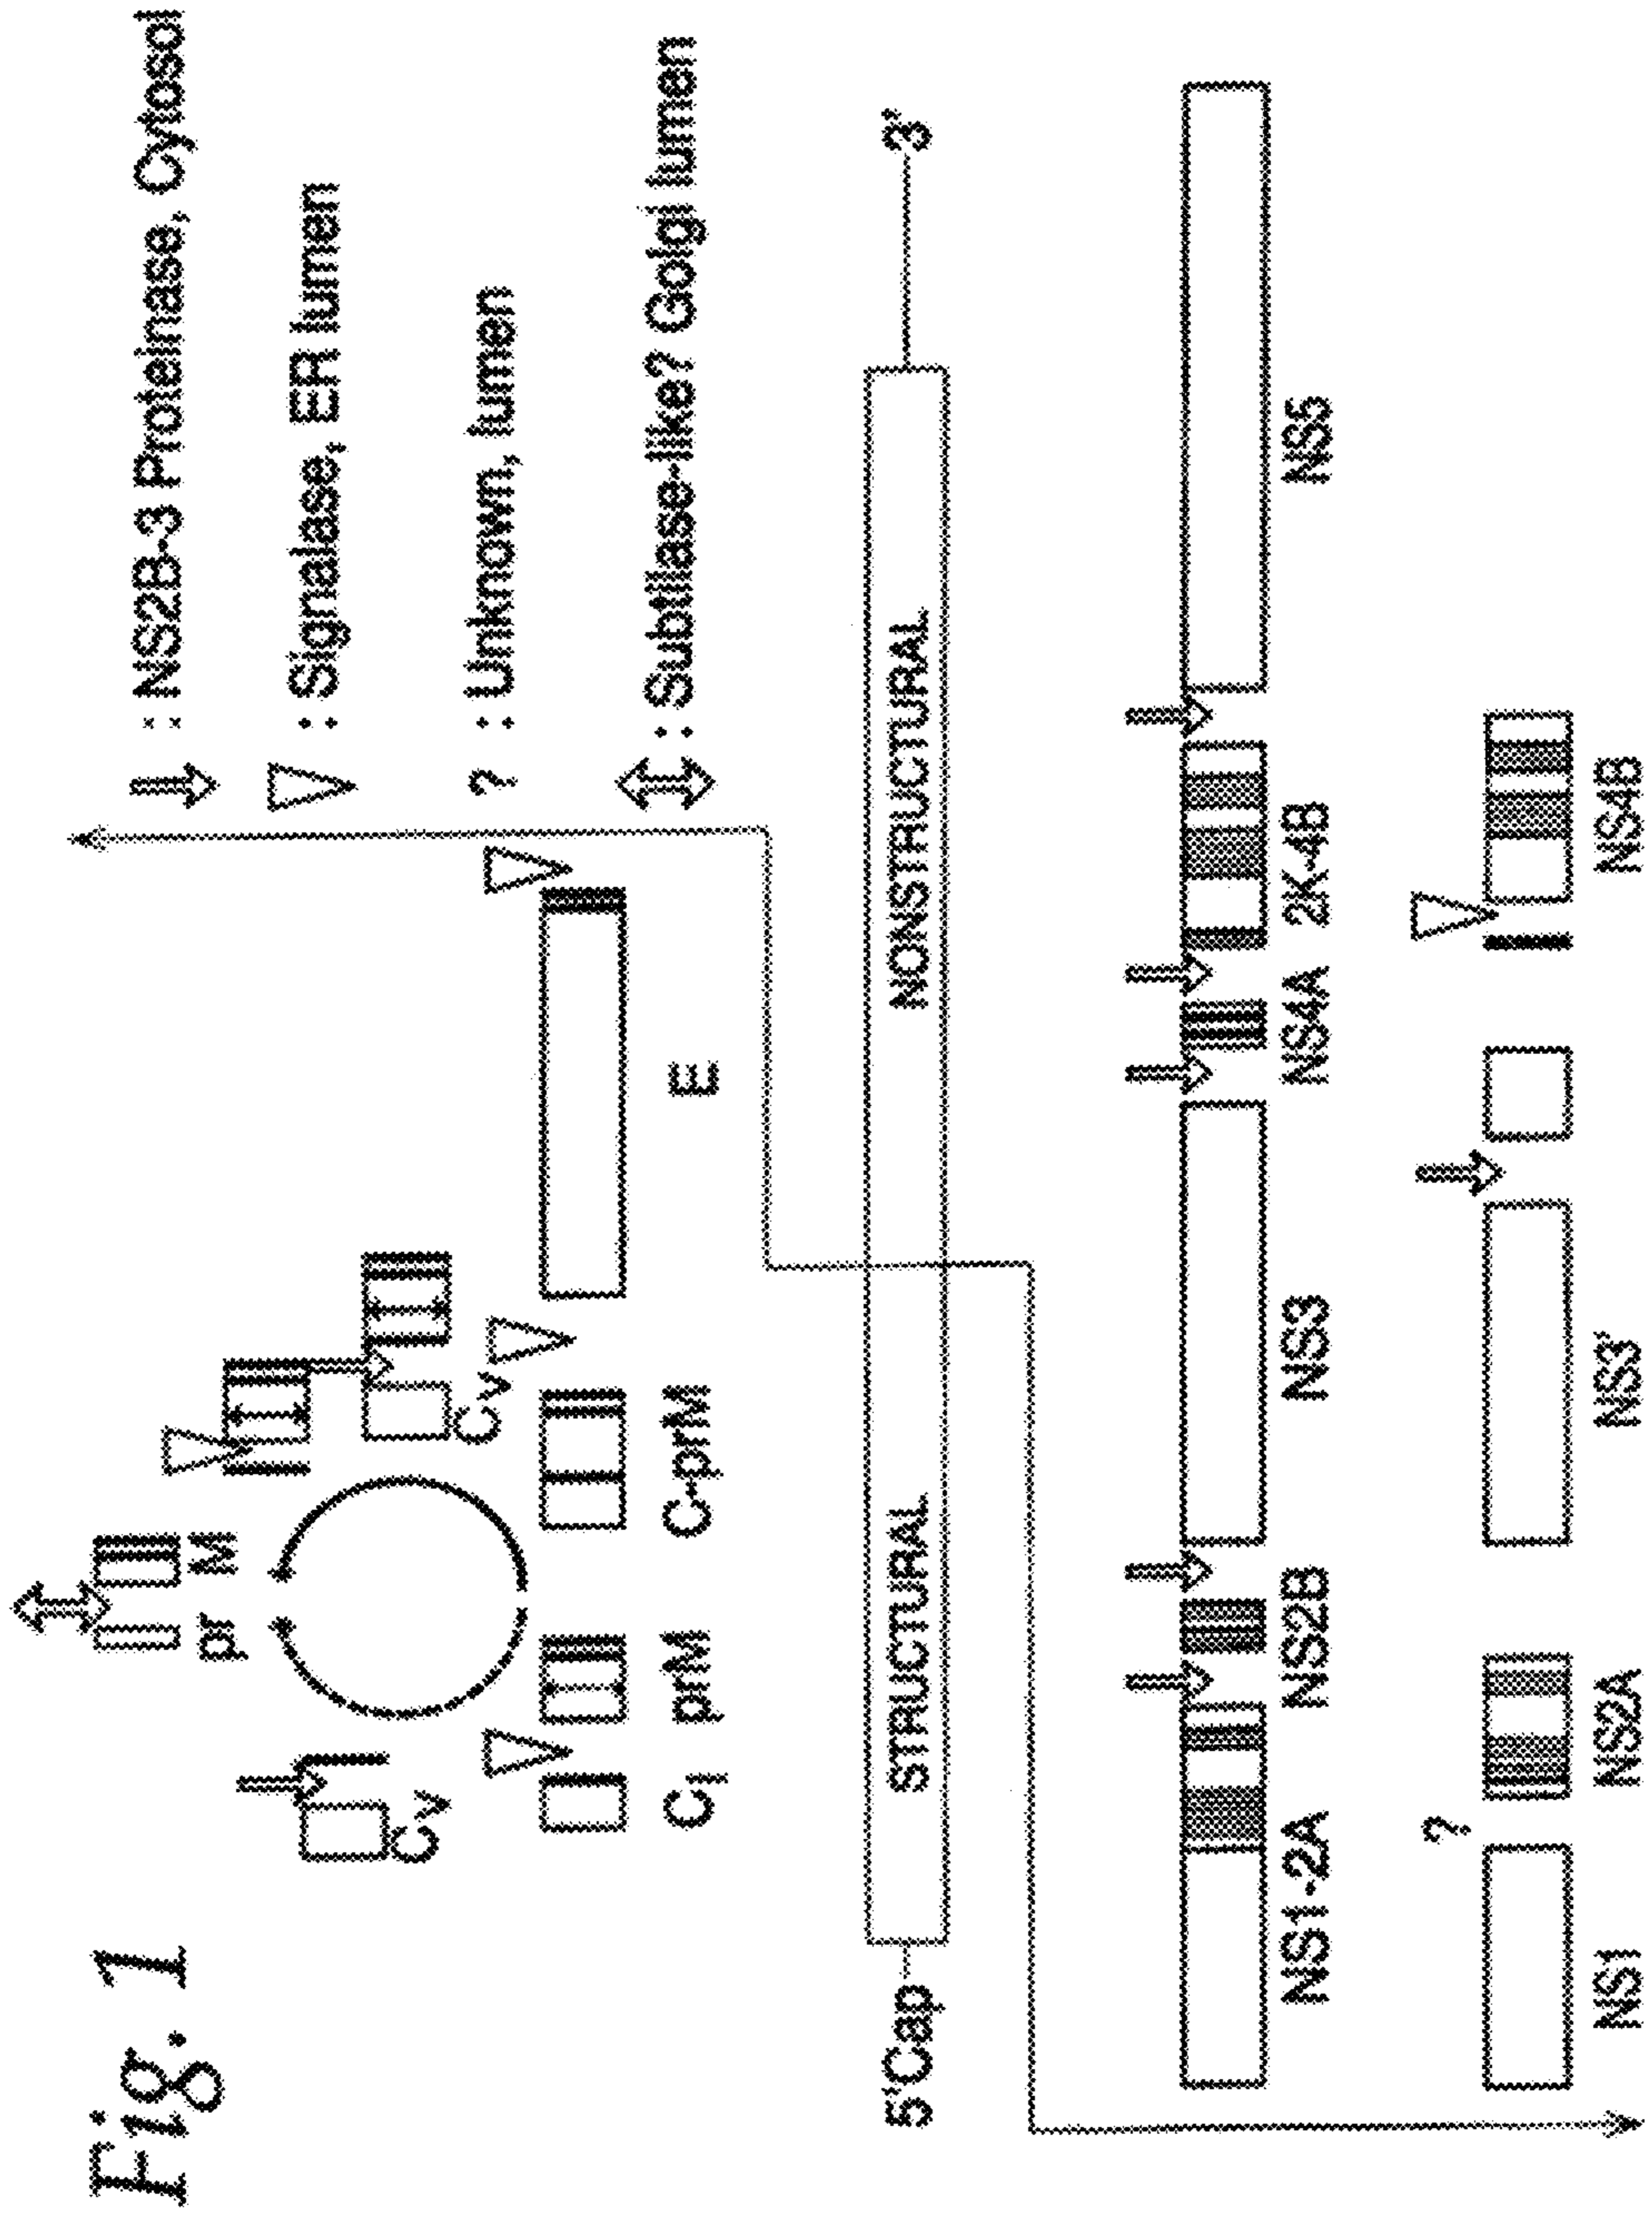 Fig. 1
⇓ : NS2B-3 Proteinase, Cytosol
▽ : Signalase, ER lumen
? : Unknown, lumen
⇕ : Subtilase-like? Golgi lumen
pr M
Cv
Cv
Ci prM C-prM E
5'Cap STRUCTURAL NONSTRUCTURAL 3'
NS1-2A NS2B NS3 NS4A 2K-4B NS5
?
NS1 NS2A NS3' NS4B